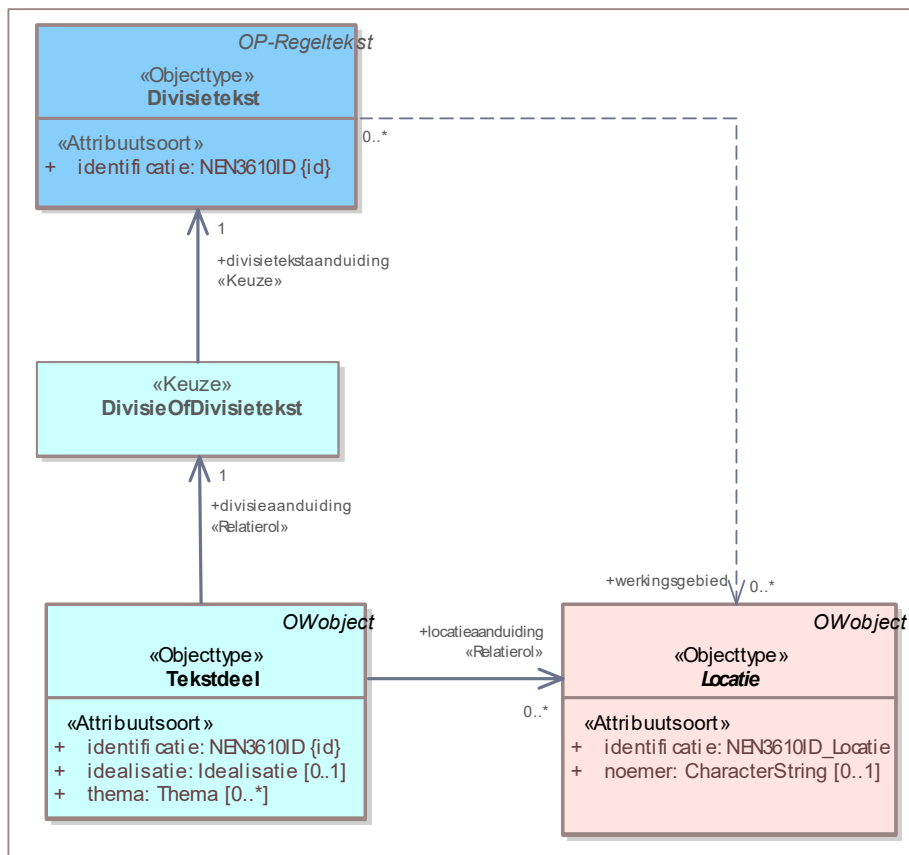 OP-Regeltekst
«Objecttype»
Divisietekst
«Attribuutsoort»
+ identificatie: NEN3610ID {id}
0..*
1
+divisietekstaanduiding
«Keuze»
«Keuze»
DivisieOfDivisietekst
1
+divisieaanduiding
«Relatierol»
+werkingsgebied
0..*
OWobject
«Objecttype»
Tekstdeel
«Attribuutsoort»
+ identificatie: NEN3610ID {id}
+ idealisatie: Idealisatie [0..1]
+ thema: Thema [0..*]
+locatieaanduiding
«Relatierol»
0..*
OWobject
«Objecttype»
Locatie
«Attribuutsoort»
+ identificatie: NEN3610ID_Locatie
+ noemer: CharacterString [0..1]